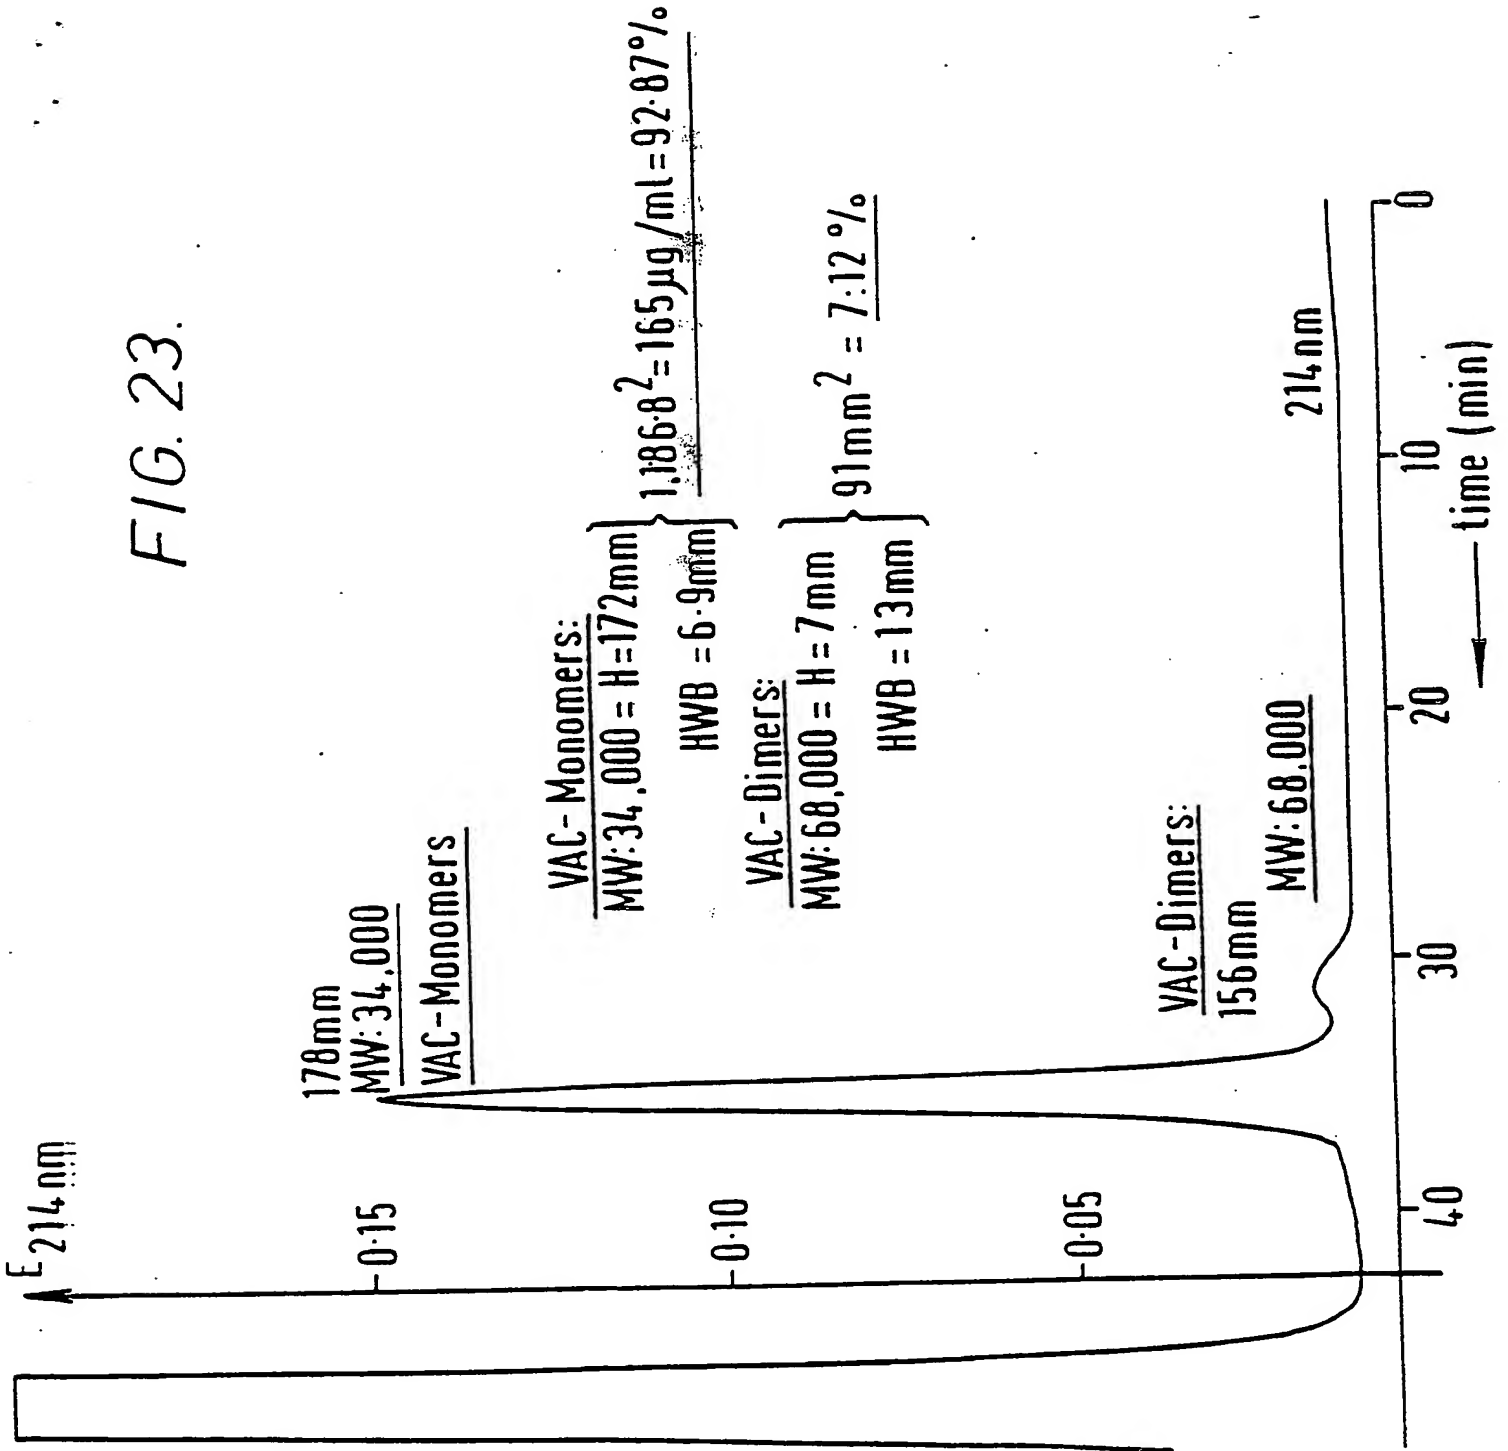 FIG. 23.
E 214nm
0·15
0·10
0·05
178mm
MW:34,000
VAC-Monomers
VAC-Monomers:
MW:34,000 = H=172mm
HWB = 6·9mm
1,186·8² = 165µg/ml = 92·87%
VAC-Dimers:
MW:68,000 = H = 7mm
HWB = 13mm
91mm² = 7:12 %
VAC-Dimers:
156mm
MW:68.000
214nm
40
30
20
10
0
time (min)